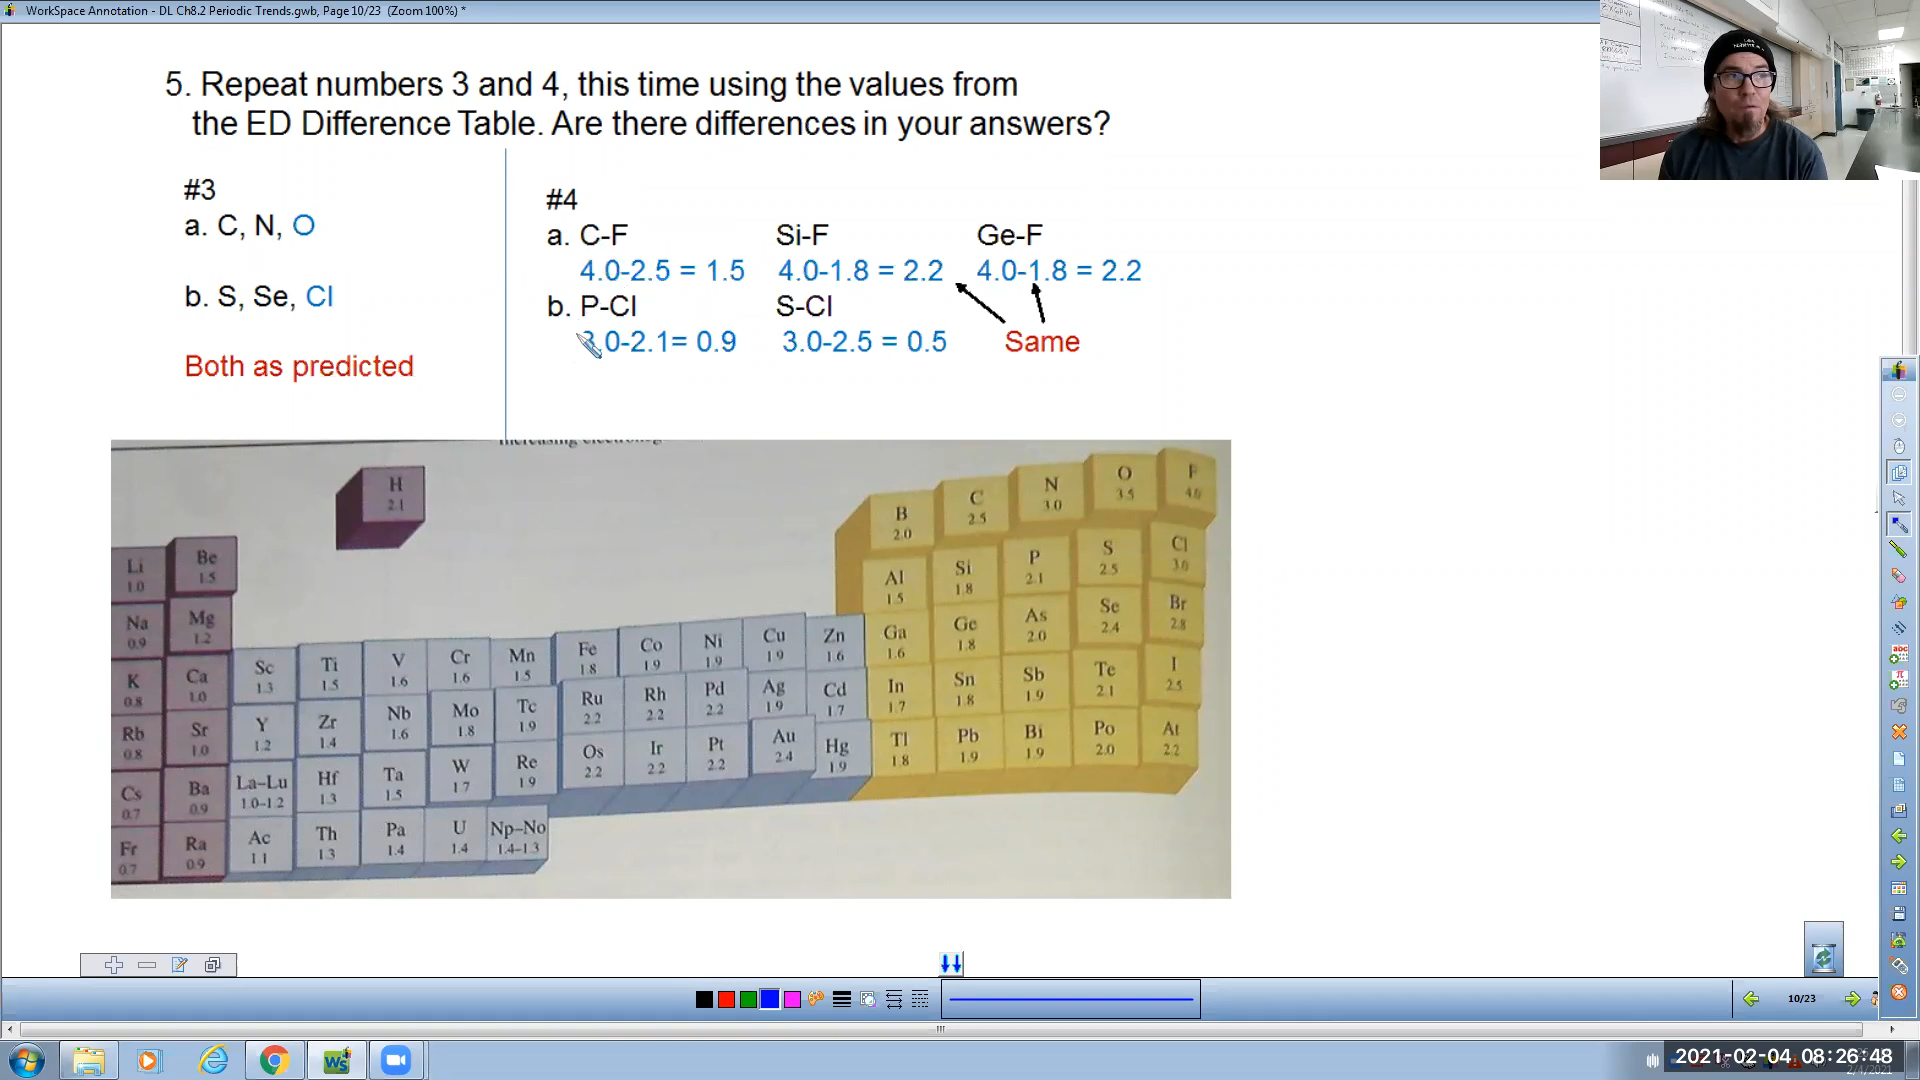 WorkSpace Annotation - DL Ch8.2 Periodic Trends.gwb, Page 10/23 (Zoom 100%) *
5. Repeat numbers 3 and 4, this time using the values from
the ED Difference Table. Are there differences in your answers?
#3
a. C, N, O
b. S, Se, Cl
Both as predicted
#4
a. C-F Si-F Ge-F
4.0-2.5 = 1.5 4.0-1.8 = 2.2 4.0-1.8 = 2.2
b. P-Cl S-Cl
3.0-2.1= 0.9 3.0-2.5 = 0.5 Same
H
2.1
B C N O F
2.0 2.5 3.0 3.5 4.0
Li Be
1.0 1.5
Al Si P S Cl
1.5 1.8 2.1 2.5 3.0
Na Mg
0.9 1.2
K Ca Sc Ti V Cr Mn Fe Co Ni Cu Zn Ga Ge As Se Br
0.8 1.0 1.3 1.5 1.6 1.6 1.5 1.8 1.9 1.9 1.9 1.6 1.6 1.8 2.0 2.4 2.8
Rb Sr Y Zr Nb Mo Tc Ru Rh Pd Ag Cd In Sn Sb Te I
0.8 1.0 1.2 1.4 1.6 1.8 1.9 2.2 2.2 2.2 1.9 1.7 1.7 1.8 1.9 2.1 2.5
Cs Ba La–Lu Hf Ta W Re Os Ir Pt Au Hg Tl Pb Bi Po At
0.7 0.9 1.0–1.2 1.3 1.5 1.7 1.9 2.2 2.2 2.2 2.4 1.9 1.8 1.9 1.9 2.0 2.2
Fr Ra Ac Th Pa U Np–No
0.7 0.9 1.1 1.3 1.4 1.4 1.4–1.3
10/23
2021-02-04 08:26:48
2/4/2021